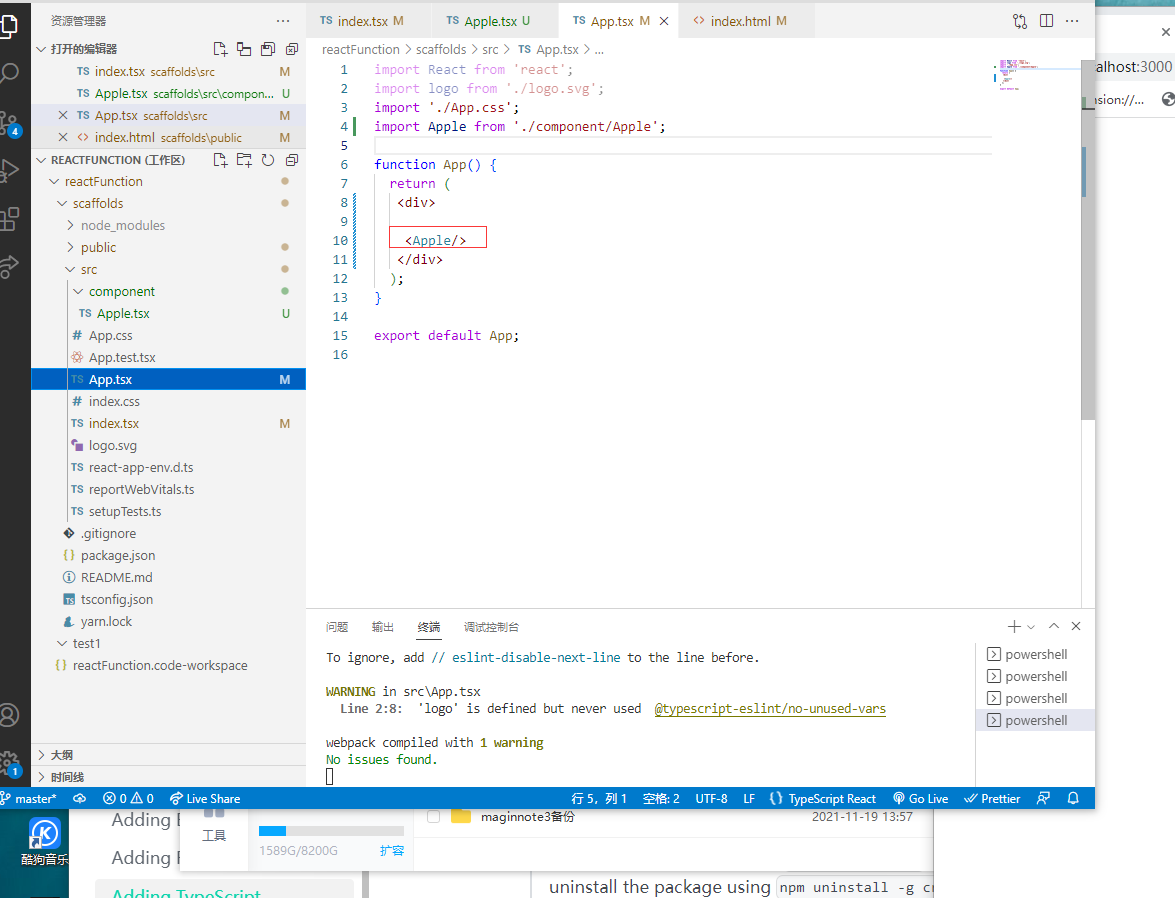 资源管理器 ···
打开的编辑器
TS index.tsx scaffolds\src M
TS Apple.tsx scaffolds\src\compon... U
TS App.tsx scaffolds\src M
<> index.html scaffolds\public M
REACTFUNCTION (工作区)
reactFunction
scaffolds
node_modules
public
src
component
TS Apple.tsx U
# App.css
App.test.tsx
TS App.tsx M
# index.css
TS index.tsx M
logo.svg
TS react-app-env.d.ts
TS reportWebVitals.ts
TS setupTests.ts
.gitignore
{} package.json
README.md
TS tsconfig.json
yarn.lock
test1
{} reactFunction.code-workspace
大纲
时间线
4
1
TS index.tsx M
TS Apple.tsx U
TS App.tsx M
<> index.html M
···
reactFunction > scaffolds > src > TS App.tsx > ...
1 import React from 'react';
2 import logo from './logo.svg';
3 import './App.css';
4 import Apple from './component/Apple';
5
6 function App() {
7 return (
8 <div>
9
10 <Apple/>
11 </div>
12 );
13 }
14
15 export default App;
16
问题 输出 终端 调试控制台
To ignore, add // eslint-disable-next-line to the line before.
WARNING in src\App.tsx
Line 2:8: 'logo' is defined but never used @typescript-eslint/no-unused-vars
webpack compiled with 1 warning
No issues found.
powershell
powershell
powershell
powershell
master* 0 0 Live Share 行 5，列 1 空格: 2 UTF-8 LF {} TypeScript React Go Live Prettier
alhost:3000
nsion://...
酷狗音乐
Adding
Adding
Adding TypeScript
工具
1589G/8200G 扩容
maginnote3备份 2021-11-19 13:57
uninstall the package using npm uninstall -g cr